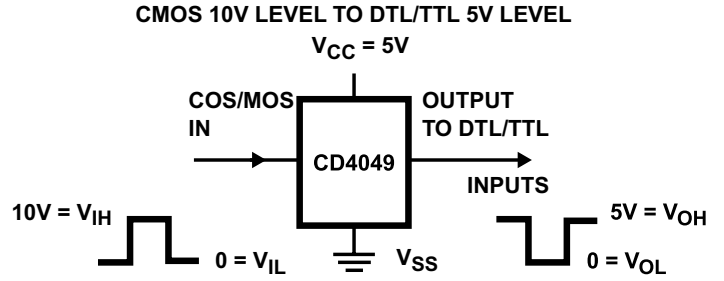 CMOS 10V LEVEL TO DTL/TTL 5V LEVEL
VCC = 5V
COS/MOS
IN
OUTPUT
TO DTL/TTL
CD4049
INPUTS
10V = VIH
0 = VIL
VSS
5V = VOH
0 = VOL